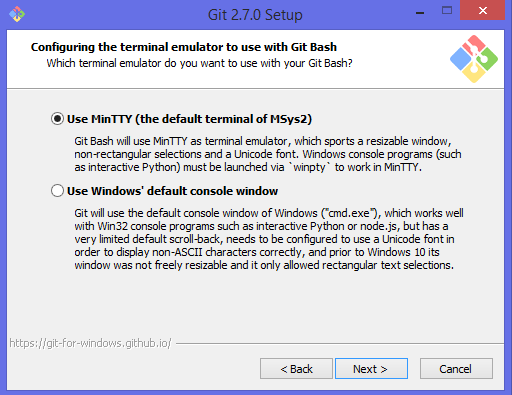 Git 2.7.0 Setup
Configuring the terminal emulator to use with Git Bash
Which terminal emulator do you want to use with your Git Bash?
Use MinTTY (the default terminal of MSys2)
Git Bash will use MinTTY as terminal emulator, which sports a resizable window,
non-rectangular selections and a Unicode font. Windows console programs (such
as interactive Python) must be launched via `winpty` to work in MinTTY.
Use Windows' default console window
Git will use the default console window of Windows ("cmd.exe"), which works well
with Win32 console programs such as interactive Python or node.js, but has a
very limited default scroll-back, needs to be configured to use a Unicode font in
order to display non-ASCII characters correctly, and prior to Windows 10 its
window was not freely resizable and it only allowed rectangular text selections.
https://git-for-windows.github.io/
< Back Next > Cancel